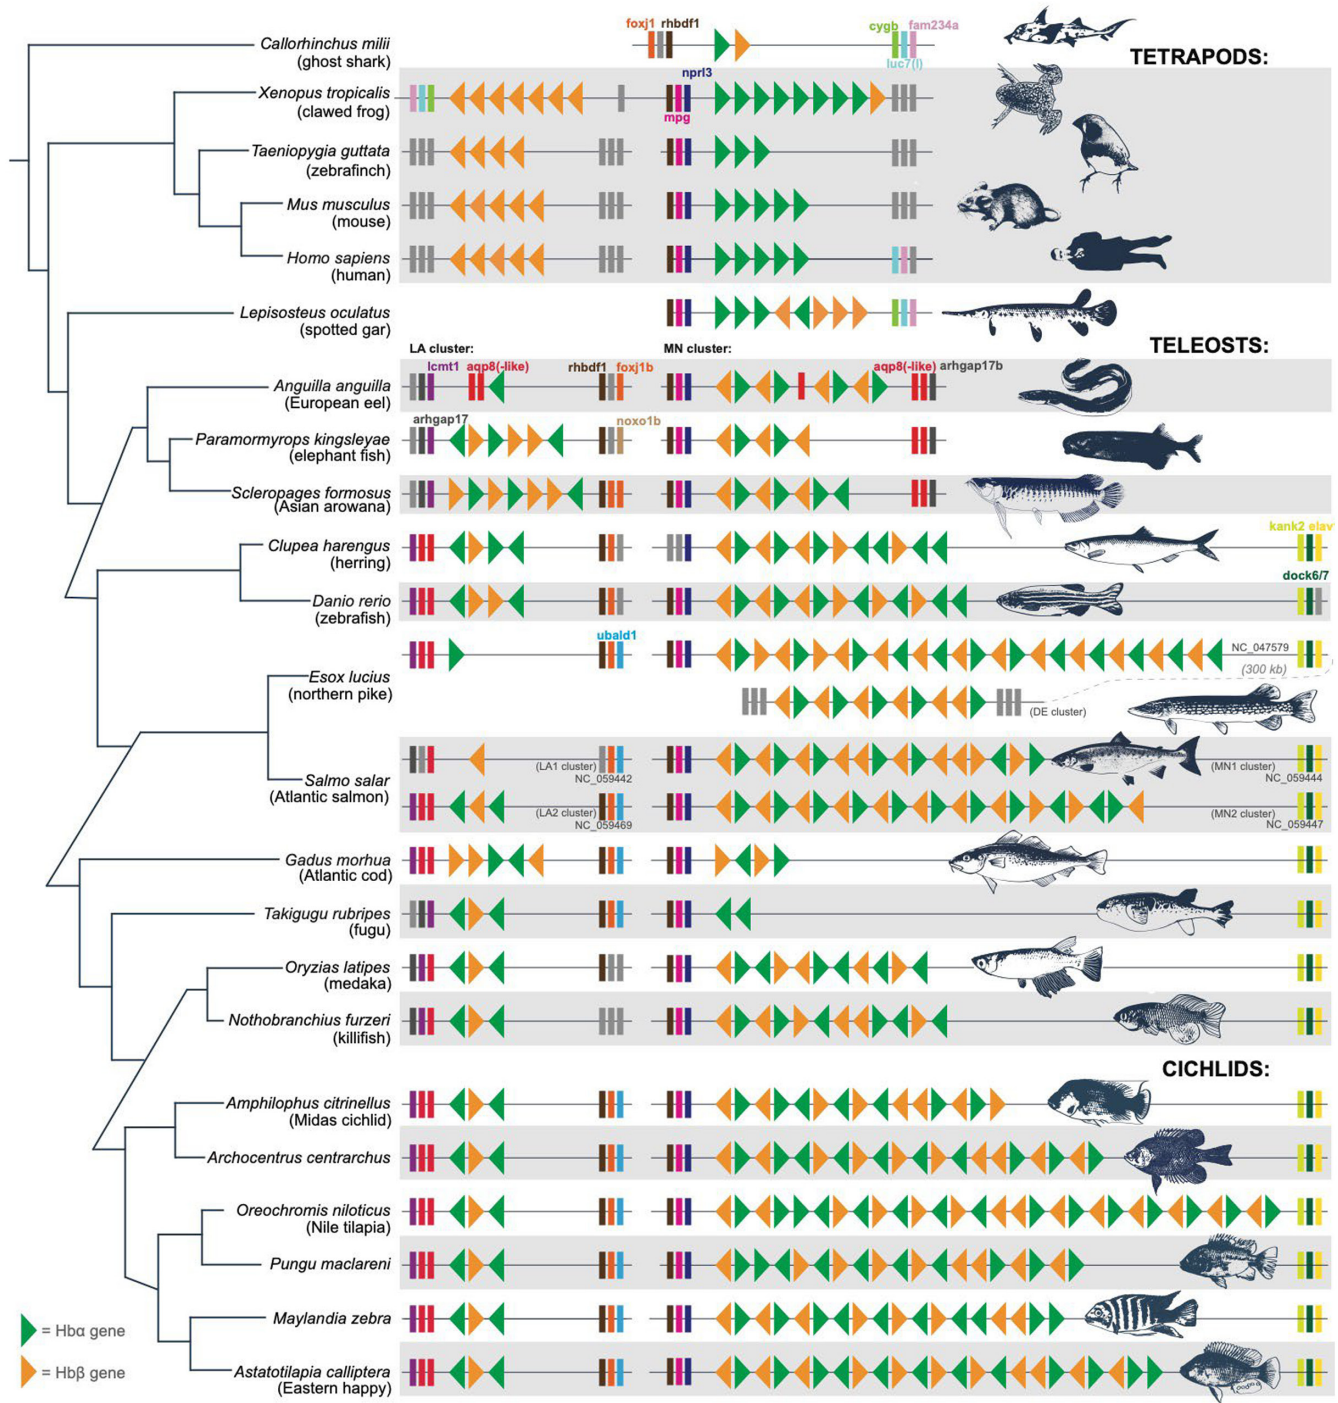 foxj1 rhbdf1
cygb fam234a
luc7(l)
Callorhinchus milii
(ghost shark)
TETRAPODS:
nprl3
mpg
Xenopus tropicalis
(clawed frog)
Taeniopygia guttata
(zebrafinch)
Mus musculus
(mouse)
Homo sapiens
(human)
Lepisosteus oculatus
(spotted gar)
TELEOSTS:
LA cluster:
MN cluster:
lcmt1 aqp8(-like)
rhbdf1 foxj1b
aqp8(-like) arhgap17b
Anguilla anguilla
(European eel)
arhgap17
noxo1b
Paramormyrops kingsleyae
(elephant fish)
Scleropages formosus
(Asian arowana)
kank2 elav
Clupea harengus
(herring)
dock6/7
Danio rerio
(zebrafish)
ubald1
NC_047579
(300 kb)
Esox lucius
(northern pike)
(DE cluster)
(LA1 cluster)
NC_059442
(MN1 cluster)
NC_059444
Salmo salar
(Atlantic salmon)
(LA2 cluster)
NC_059469
(MN2 cluster)
NC_059447
Gadus morhua
(Atlantic cod)
Takigugu rubripes
(fugu)
Oryzias latipes
(medaka)
Nothobranchius furzeri
(killifish)
CICHLIDS:
Amphilophus citrinellus
(Midas cichlid)
Archocentrus centrarchus
Oreochromis niloticus
(Nile tilapia)
Pungu maclareni
Maylandia zebra
Astatotilapia calliptera
(Eastern happy)
= Hbα gene
= Hbβ gene